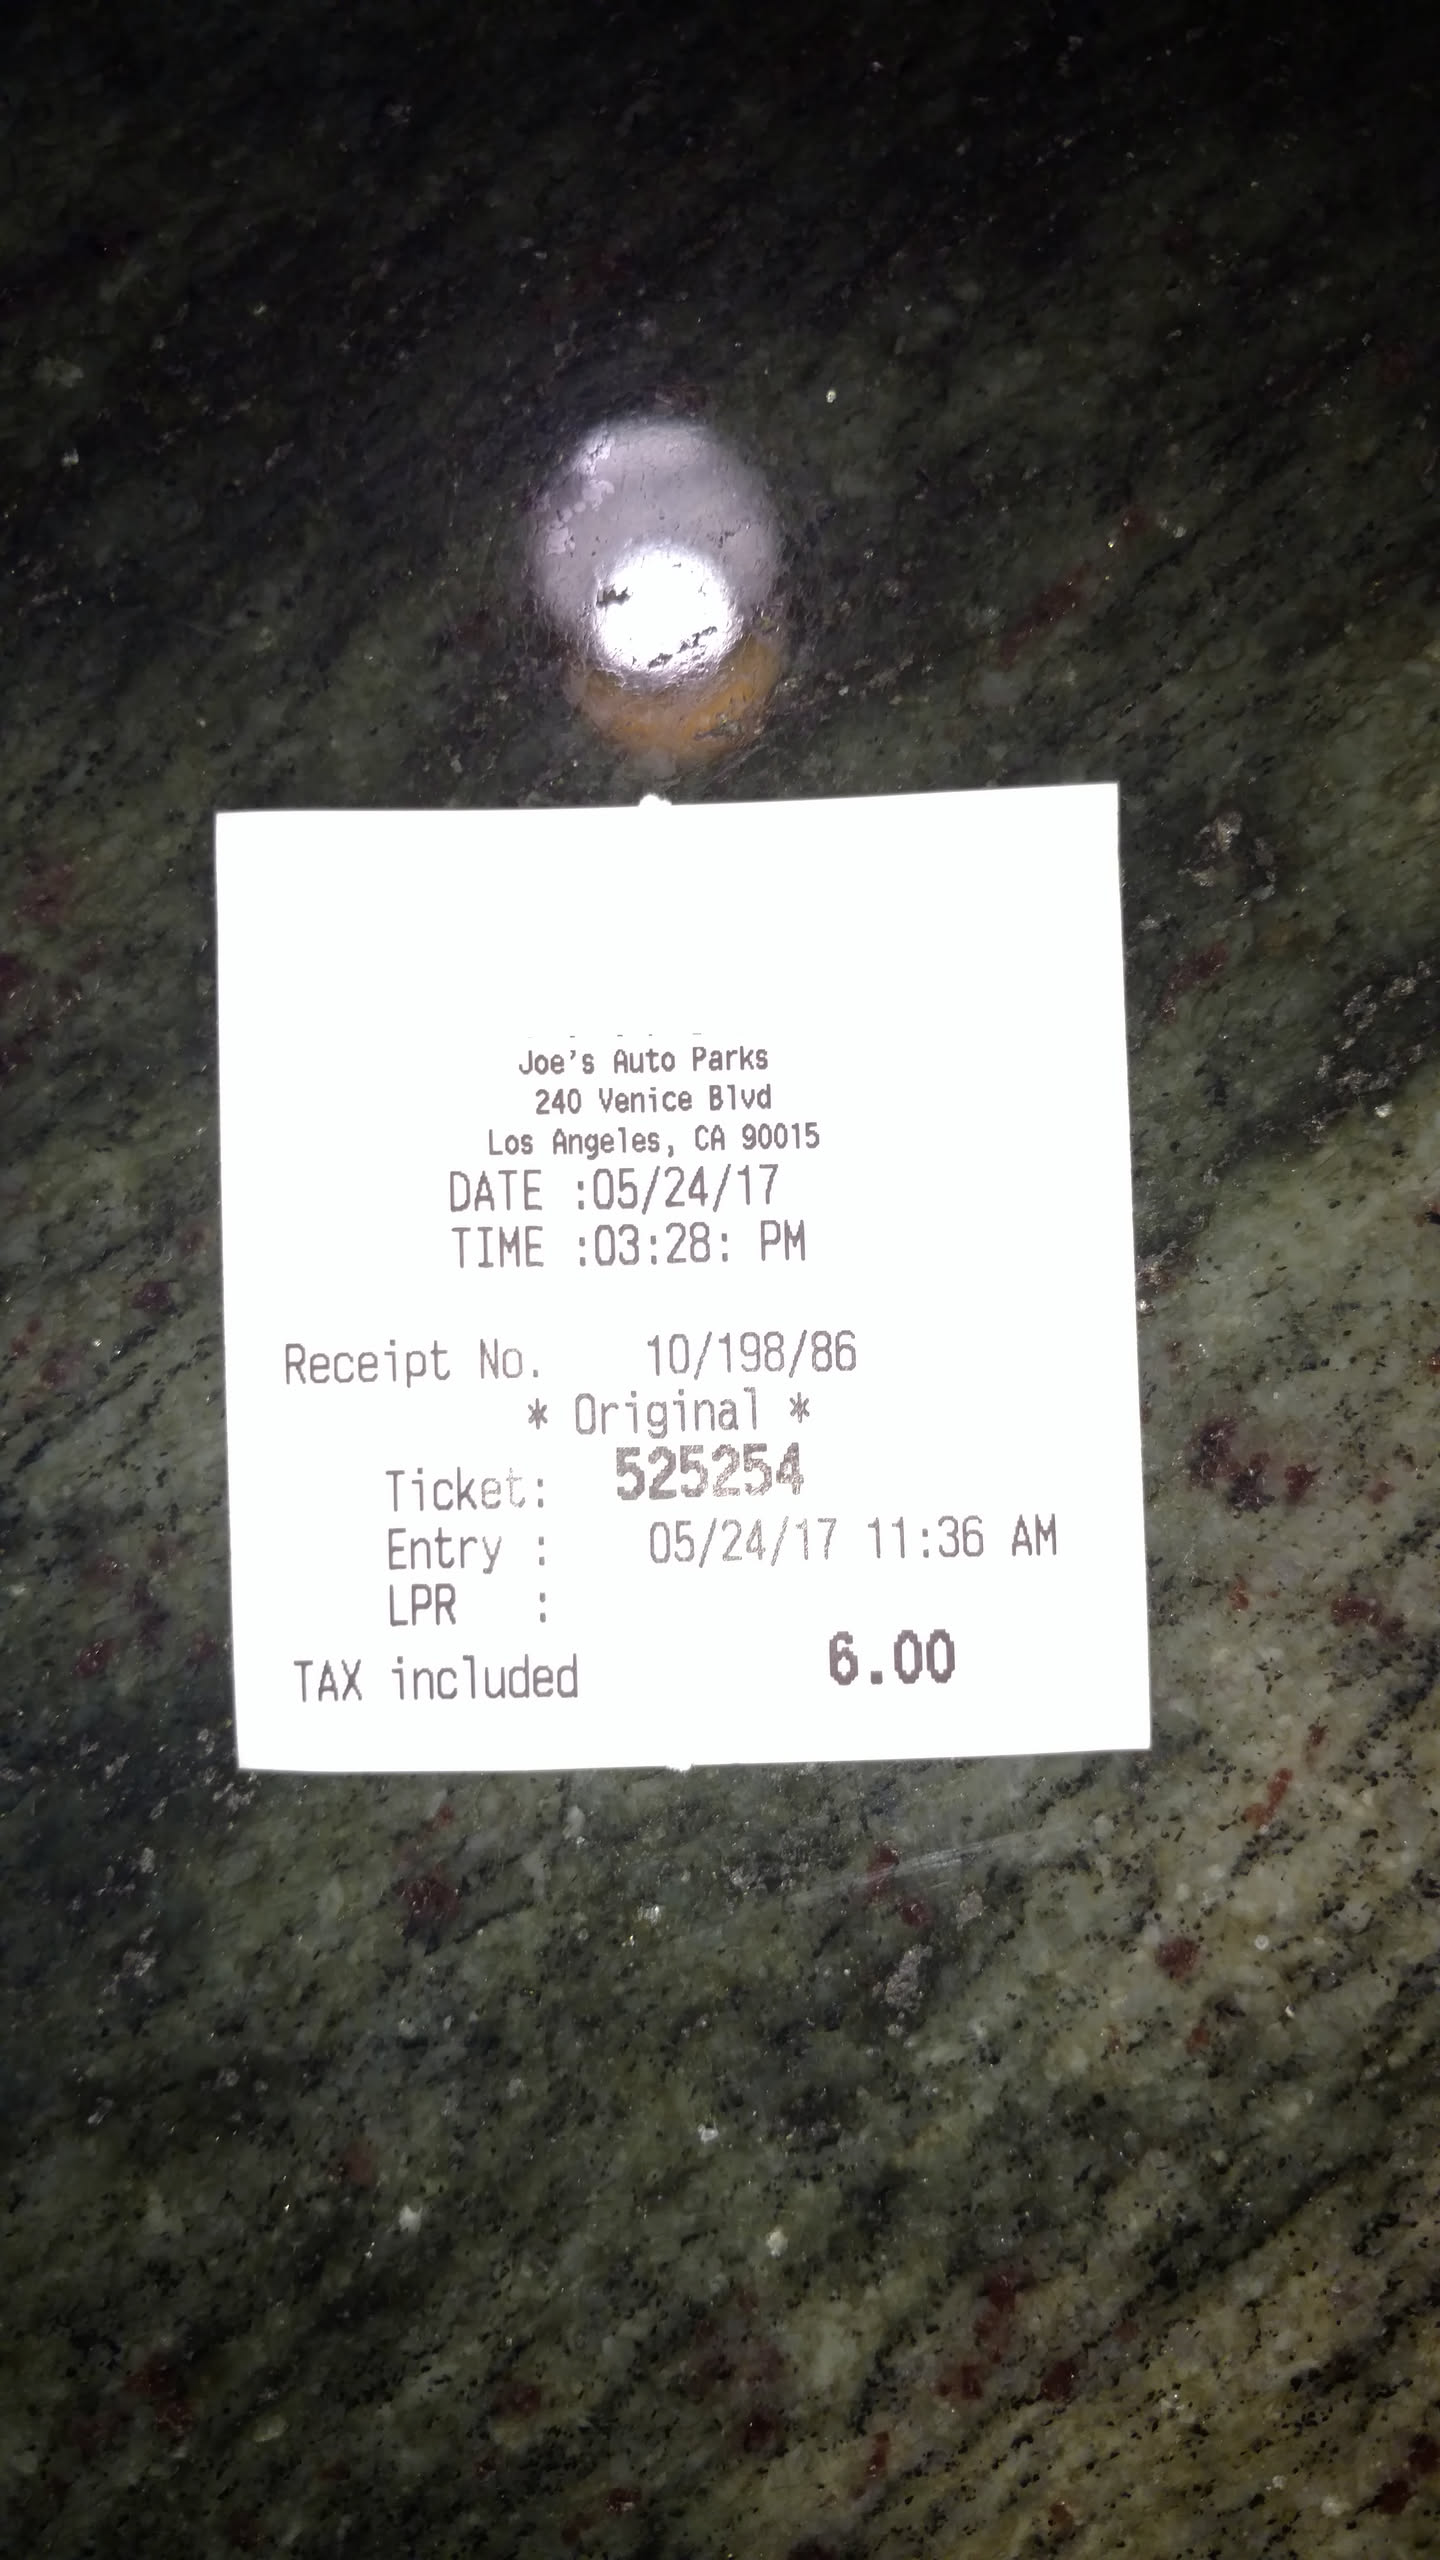 Joe's Auto Parks
240 Venice Blvd
Los Angeles, CA 90015
DATE :05/24/17
TIME :03:28: PM
Receipt No. 10/198/86
* Original *
Ticket: 525254
Entry : 05/24/17 11:36 AM
LPR :
TAX included 6.00